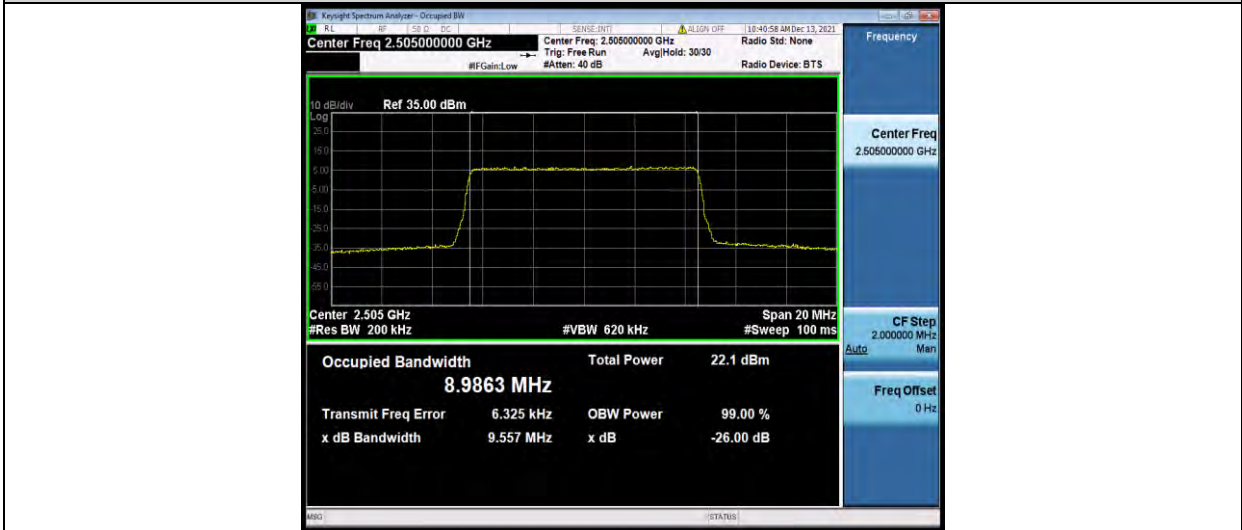 Keysight Spectrum Analyzer - Occupied BW
RL RF 50 Ω DC SENSE:INT ALIGN OFF 10:40:58 AM Dec 13, 2021
Center Freq 2.505000000 GHz
Center Freq: 2.505000000 GHz
Radio Std: None
Trig: Free Run Avg|Hold: 30/30
#IFGain:Low
#Atten: 40 dB
Radio Device: BTS
10 dB/div Ref 35.00 dBm
Log
25.0
15.0
5.00
-5.00
-15.0
-25.0
-35.0
-45.0
-55.0
Center 2.505 GHz Span 20 MHz
#Res BW 200 kHz #VBW 620 kHz #Sweep 100 ms
Occupied Bandwidth Total Power 22.1 dBm
8.9863 MHz
Transmit Freq Error 6.325 kHz OBW Power 99.00 %
x dB Bandwidth 9.557 MHz x dB -26.00 dB
MSG STATUS
Frequency
Center Freq
2.505000000 GHz
CF Step
2.000000 MHz
Auto Man
Freq Offset
0 Hz